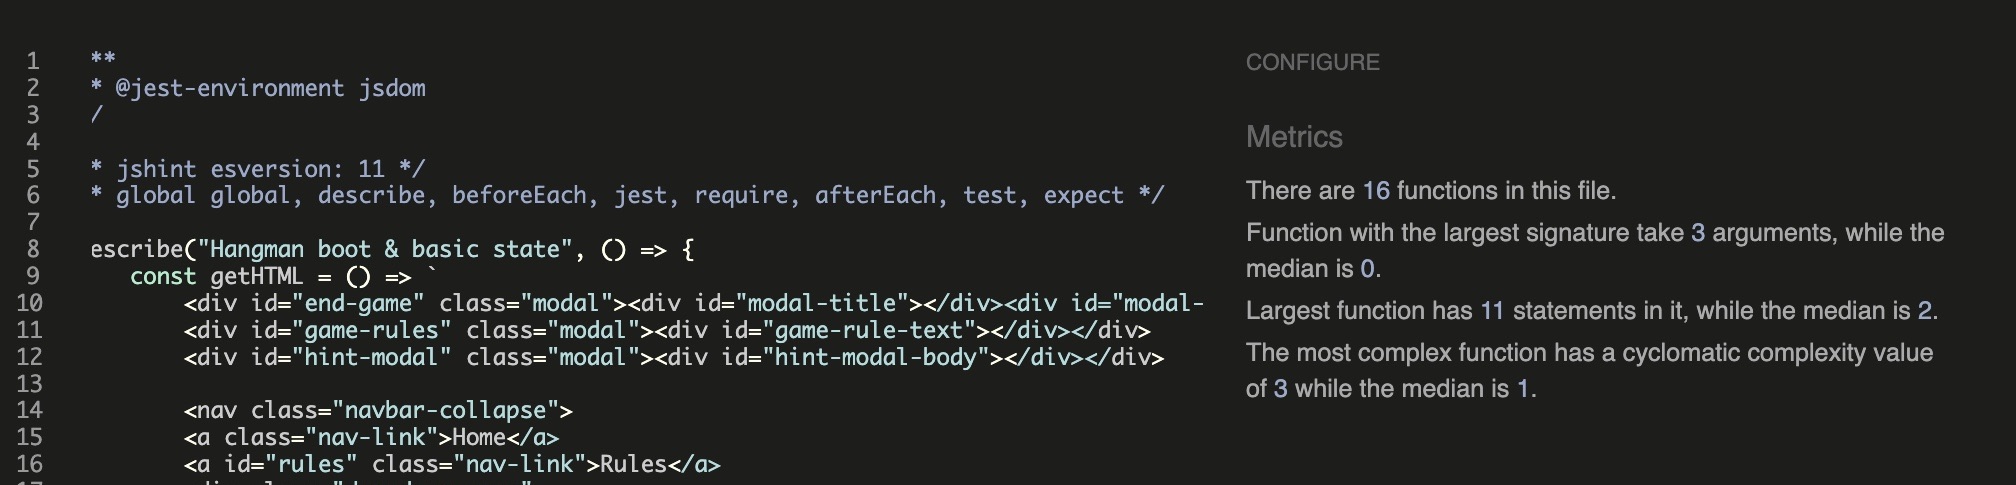 1 **
2 * @jest-environment jsdom
3 /
4
5 * jshint esversion: 11 */
6 * global global, describe, beforeEach, jest, require, afterEach, test, expect */
7
8 escribe("Hangman boot & basic state", () => {
9 const getHTML = () => `
10 <div id="end-game" class="modal"><div id="modal-title"></div><div id="modal-
11 <div id="game-rules" class="modal"><div id="game-rule-text"></div></div>
12 <div id="hint-modal" class="modal"><div id="hint-modal-body"></div></div>
13
14 <nav class="navbar-collapse">
15 <a class="nav-link">Home</a>
16 <a id="rules" class="nav-link">Rules</a>
CONFIGURE
Metrics
There are 16 functions in this file.
Function with the largest signature take 3 arguments, while the
median is 0.
Largest function has 11 statements in it, while the median is 2.
The most complex function has a cyclomatic complexity value
of 3 while the median is 1.